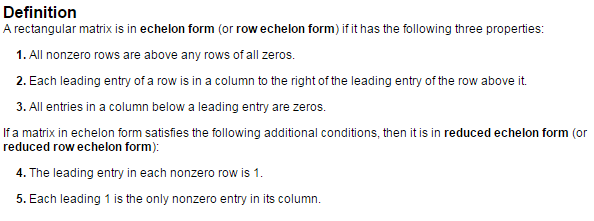 Definition
A rectangular matrix is in echelon form (or row echelon form) if it has the following three properties:
1. All nonzero rows are above any rows of all zeros.
2. Each leading entry of a row is in a column to the right of the leading entry of the row above it.
3. All entries in a column below a leading entry are zeros.
If a matrix in echelon form satisfies the following additional conditions, then it is in reduced echelon form (or
reduced row echelon form):
4. The leading entry in each nonzero row is 1.
5. Each leading 1 is the only nonzero entry in its column.